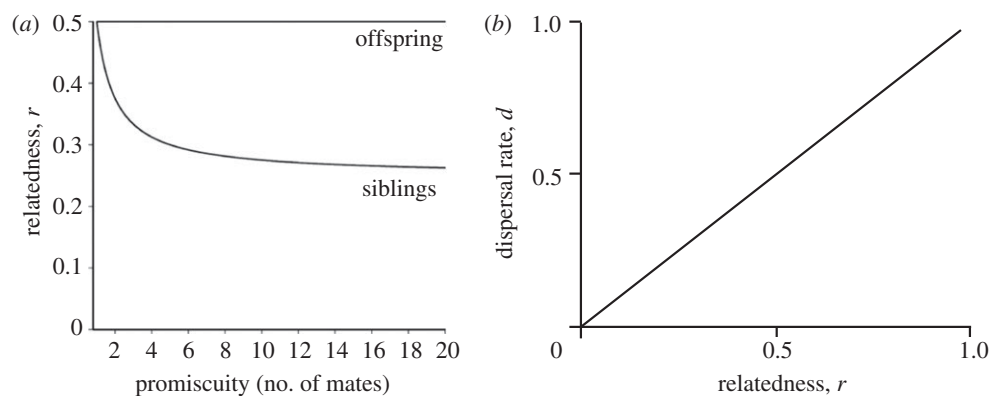 (a)
0.5
0.4
0.3
0.2
0.1
0
relatedness, r
offspring
siblings
2 4 6 8 10 12 14 16 18 20
promiscuity (no. of mates)
(b)
1.0
0.5
dispersal rate, d
0 0.5 1.0
relatedness, r